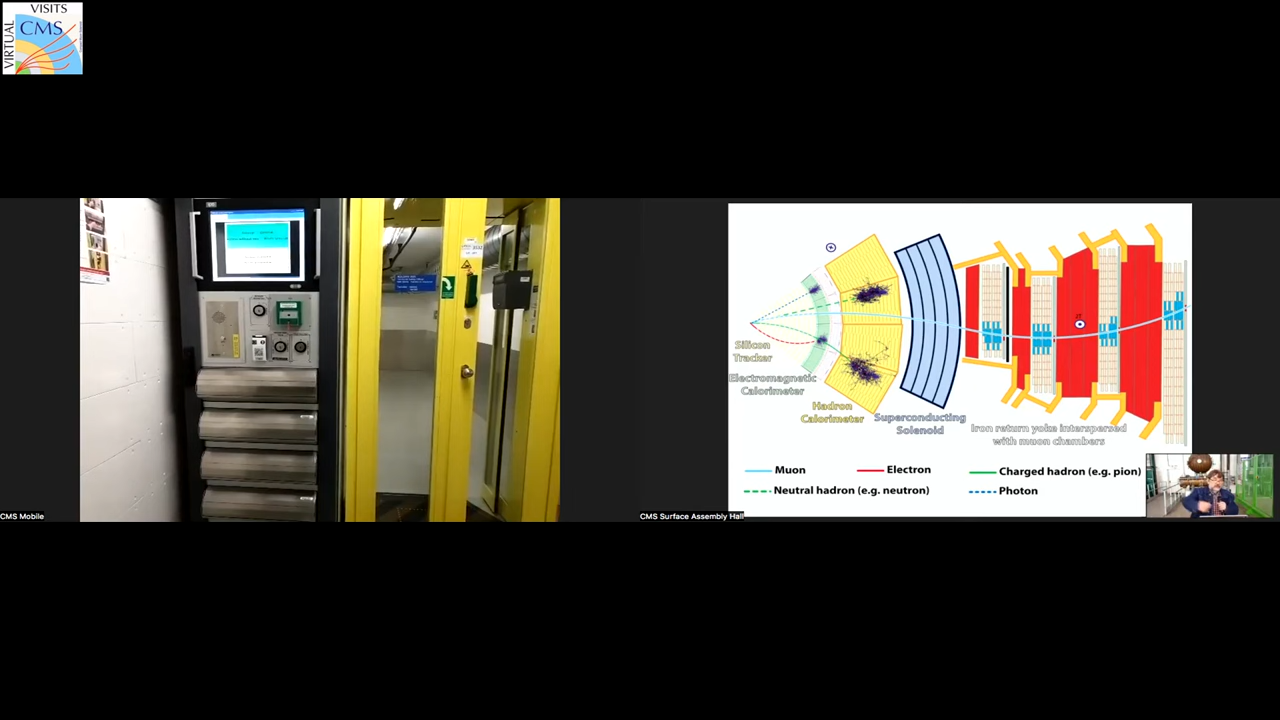 VISITS
CMS
VIRTUAL
CMS Mobile
Silicon
Tracker
Electromagnetic
Calorimeter
Hadron
Calorimeter
Superconducting
Solenoid
Iron return yoke interspersed
with muon chambers
2T
Muon
Electron
Charged hadron (e.g. pion)
Neutral hadron (e.g. neutron)
Photon
CMS Surface Assembly Hall